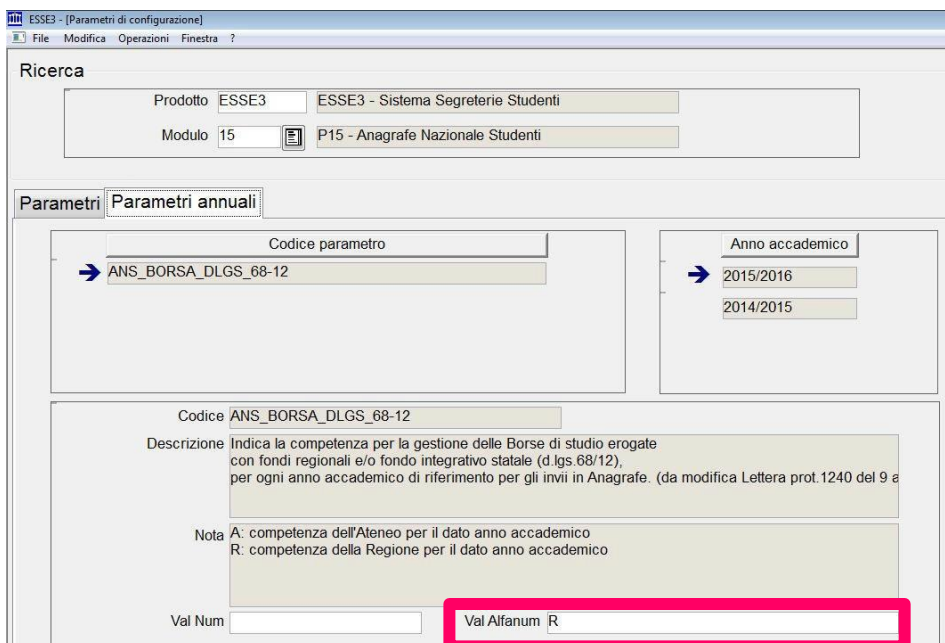 ESSE3 - [Parametri di configurazione]
File Modifica Operazioni Finestra ?
Ricerca
Prodotto ESSE3 ESSE3 - Sistema Segreterie Studenti
Modulo 15 P15 - Anagrafe Nazionale Studenti
Parametri Parametri annuali
Codice parametro Anno accademico
ANS_BORSA_DLGS_68-12 2015/2016
2014/2015
Codice ANS_BORSA_DLGS_68-12
Descrizione Indica la competenza per la gestione delle Borse di studio erogate
con fondi regionali e/o fondo integrativo statale (d.lgs.68/12),
per ogni anno accademico di riferimento per gli invii in Anagrafe. (da modifica Lettera prot.1240 del 9 a
Nota A: competenza dell'Ateneo per il dato anno accademico
R: competenza della Regione per il dato anno accademico
Val Num Val Alfanum R